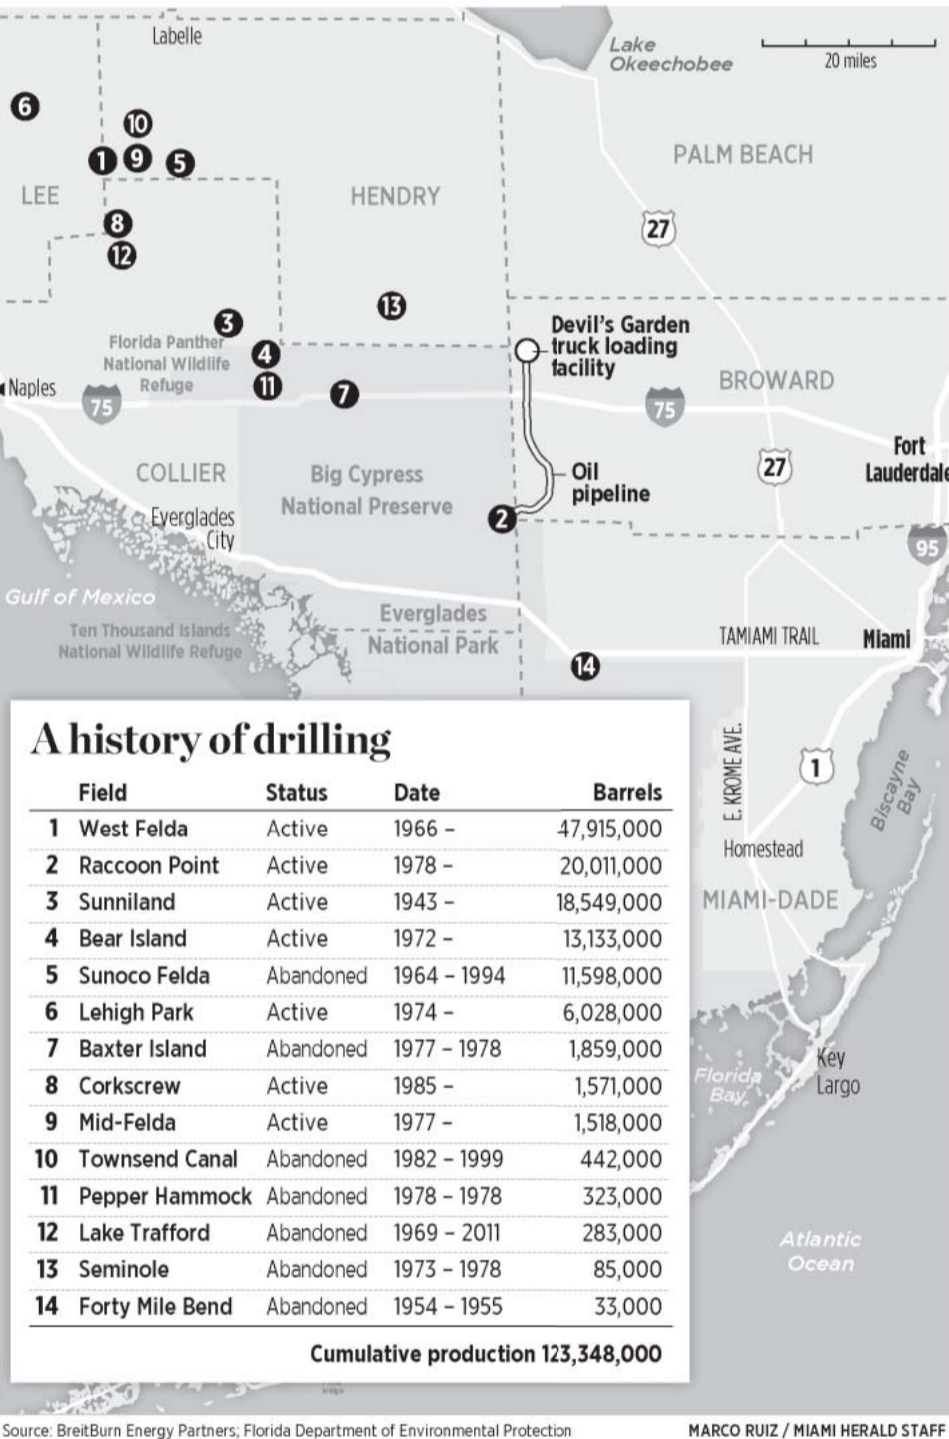 Labelle
Lake
Okeechobee
20 miles
6
10
1
9
5
PALM BEACH
LEE
HENDRY
8
27
12
13
3
Devil's Garden
truck loading
facility
Florida Panther
National Wildlife
Refuge
4
11
7
Naples
75
75
BROWARD
Fort
Lauderdale
COLLIER
Big Cypress
National Preserve
27
Oil
pipeline
2
Everglades
City
95
Gulf of Mexico
Ten Thousand Islands
National Wildlife Refuge
Everglades
National Park
TAMIAMI TRAIL
Miami
14
E. KROME AVE.
1
Biscayne
Bay
Homestead
MIAMI-DADE
Florida
Bay
Key
Largo
Atlantic
Ocean
A history of drilling
Field Status Date Barrels
1 West Felda Active 1966 – 47,915,000
2 Raccoon Point Active 1978 – 20,011,000
3 Sunniland Active 1943 – 18,549,000
4 Bear Island Active 1972 – 13,133,000
5 Sunoco Felda Abandoned 1964 – 1994 11,598,000
6 Lehigh Park Active 1974 – 6,028,000
7 Baxter Island Abandoned 1977 – 1978 1,859,000
8 Corkscrew Active 1985 – 1,571,000
9 Mid-Felda Active 1977 – 1,518,000
10 Townsend Canal Abandoned 1982 – 1999 442,000
11 Pepper Hammock Abandoned 1978 – 1978 323,000
12 Lake Trafford Abandoned 1969 – 2011 283,000
13 Seminole Abandoned 1973 – 1978 85,000
14 Forty Mile Bend Abandoned 1954 – 1955 33,000
Cumulative production 123,348,000
Source: BreitBurn Energy Partners; Florida Department of Environmental Protection
MARCO RUIZ / MIAMI HERALD STAFF